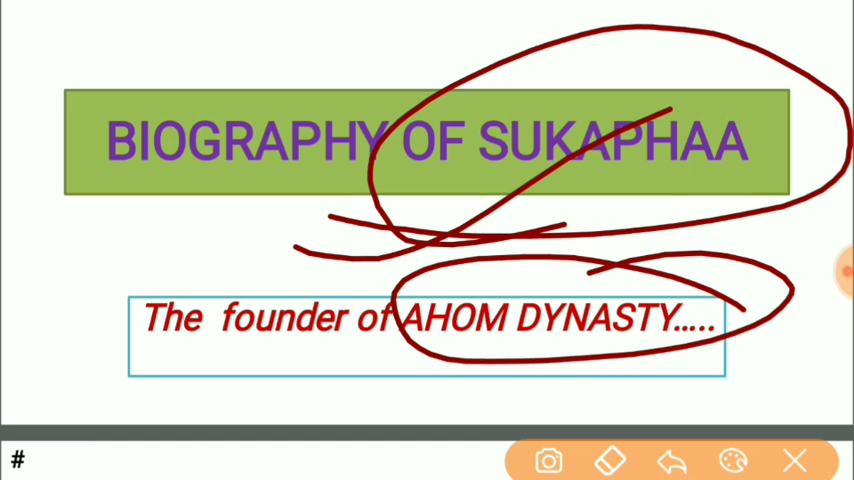 BIOGRAPHY OF SUKAPHAA
The founder of AHOM DYNASTY.....
#